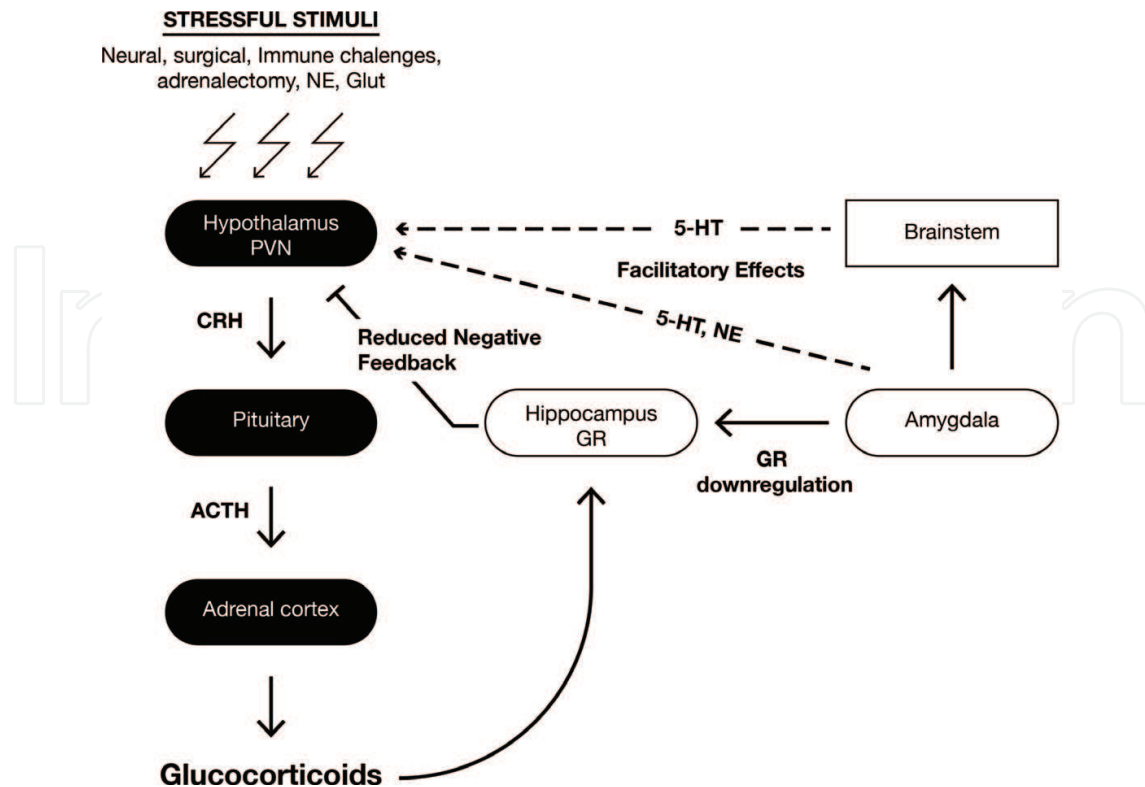 STRESSFUL STIMULI
Neural, surgical, Immune chalenges,
adrenalectomy, NE, Glut
Hypothalamus
PVN
5-HT
Brainstem
Facilitatory Effects
5-HT, NE
CRH
Reduced Negative
Feedback
Pituitary
Hippocampus
GR
Amygdala
GR
downregulation
ACTH
Adrenal cortex
Glucocorticoids